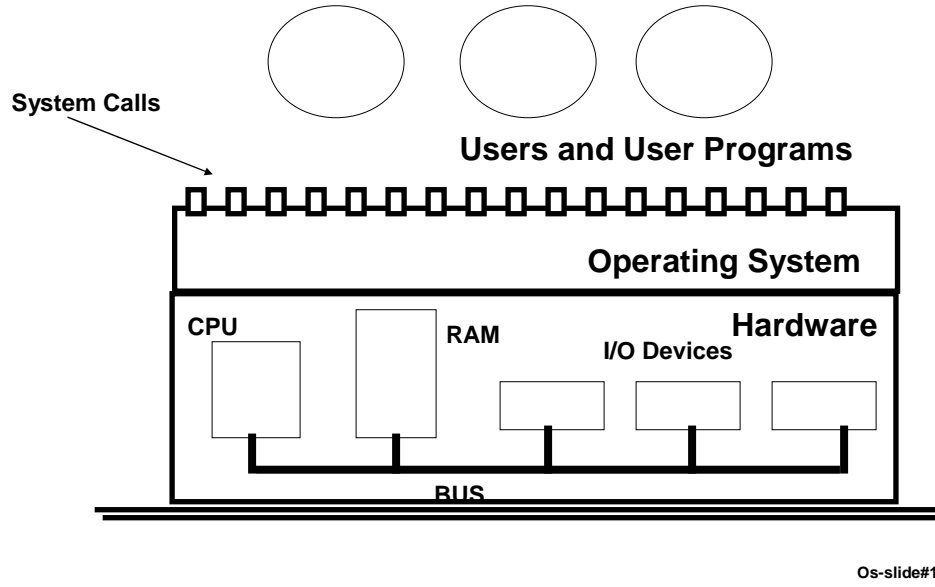 System Calls
Users and User Programs
Operating System
CPU
RAM
Hardware
I/O Devices
BUS
Os-slide#1